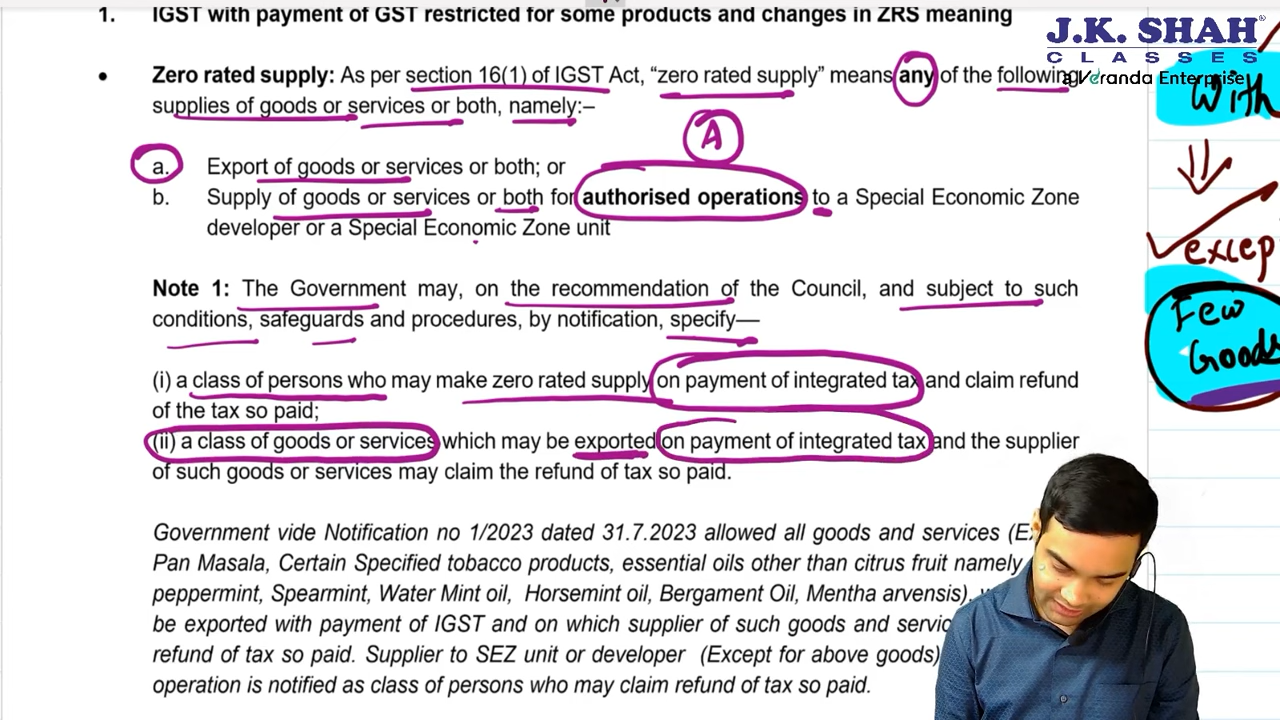 1. IGST with payment of GST restricted for some products and changes in ZRS meaning
J.K. SHAH®
CLASSES
a Veranda Enterprise
• Zero rated supply: As per section 16(1) of IGST Act, “zero rated supply” means any of the following
supplies of goods or services or both, namely:–
With
A
a. Export of goods or services or both; or
b. Supply of goods or services or both for authorised operations to a Special Economic Zone
developer or a Special Economic Zone unit
excep
Note 1: The Government may, on the recommendation of the Council, and subject to such
conditions, safeguards and procedures, by notification, specify—
Few
Goods
(i) a class of persons who may make zero rated supply on payment of integrated tax and claim refund
of the tax so paid;
(ii) a class of goods or services which may be exported on payment of integrated tax and the supplier
of such goods or services may claim the refund of tax so paid.
Government vide Notification no 1/2023 dated 31.7.2023 allowed all goods and services
Pan Masala, Certain Specified tobacco products, essential oils other than citrus fruit namely
peppermint, Spearmint, Water Mint oil, Horsemint oil, Bergament Oil, Mentha arvensis),
be exported with payment of IGST and on which supplier of such goods and servic
refund of tax so paid. Supplier to SEZ unit or developer (Except for above goods)
operation is notified as class of persons who may claim refund of tax so paid.